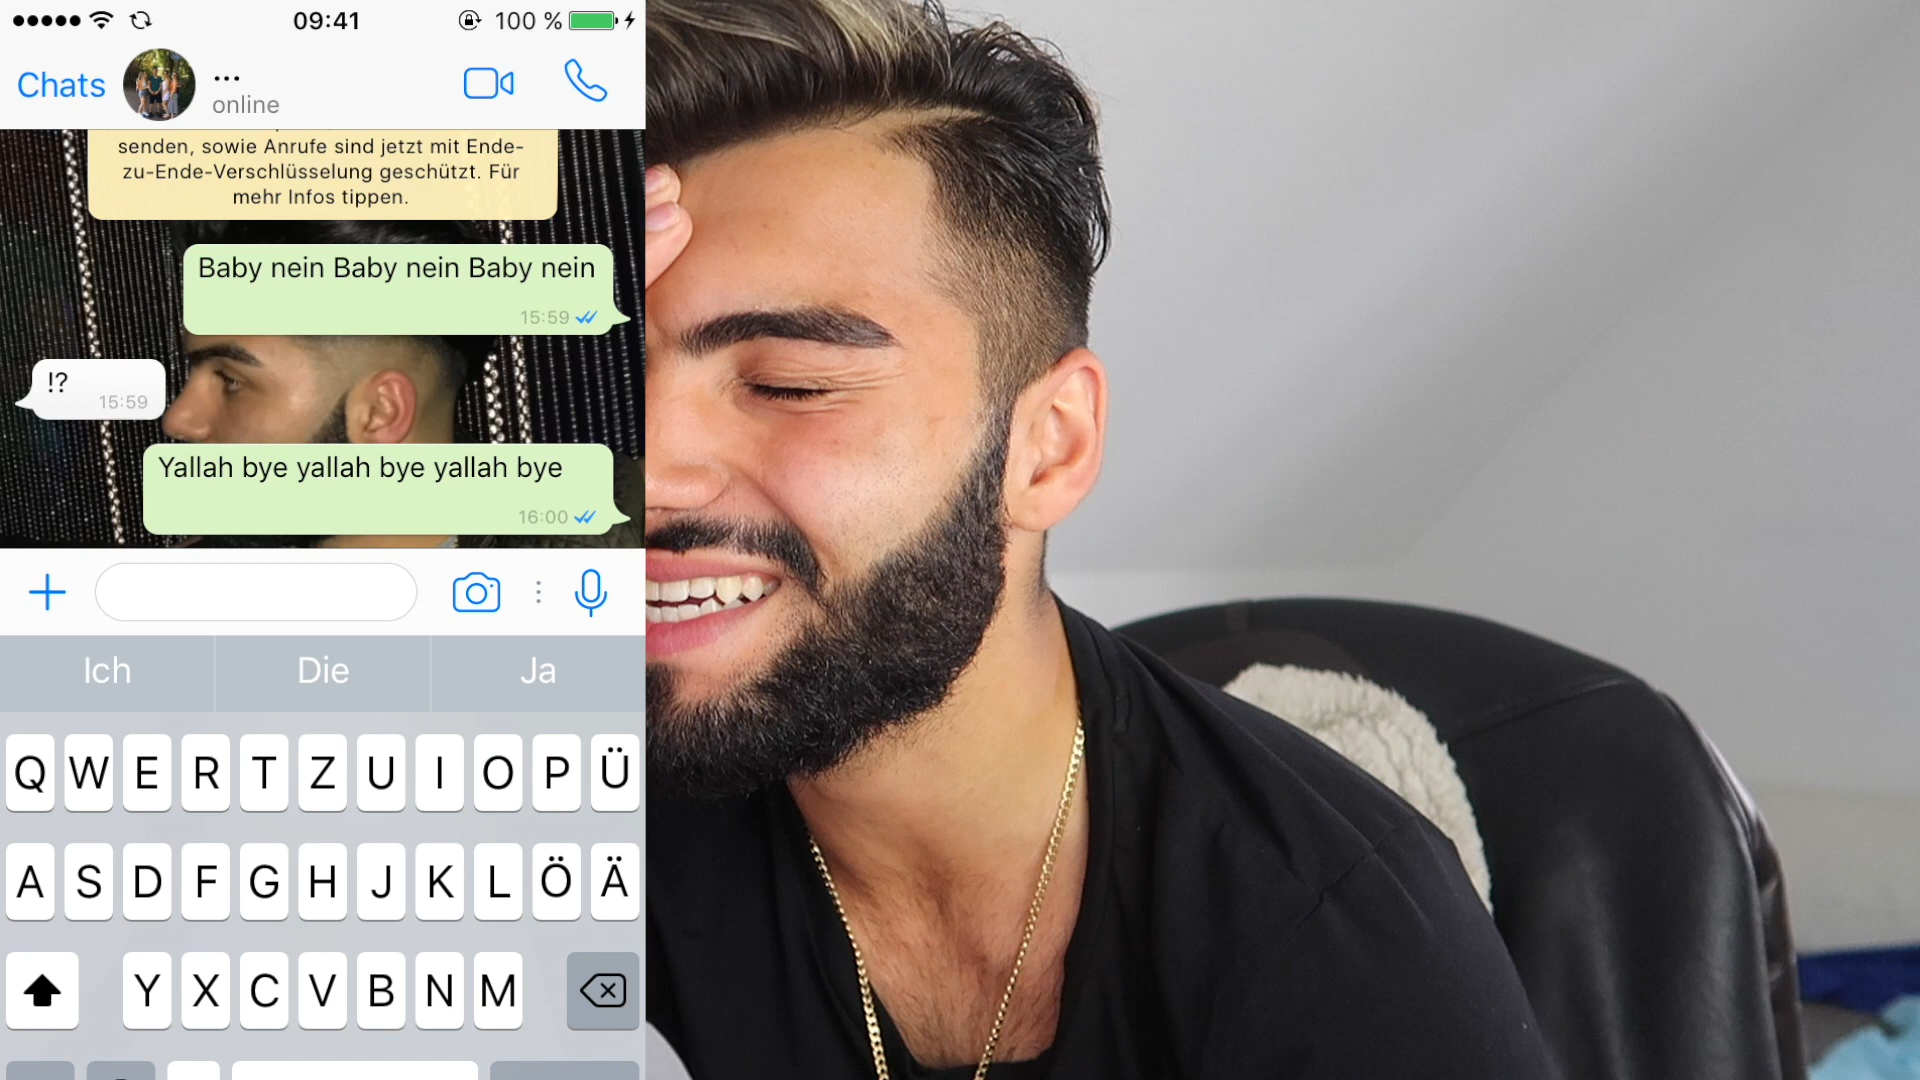 09:41
100 %
Chats
...
online
senden, sowie Anrufe sind jetzt mit Ende-
zu-Ende-Verschlüsselung geschützt. Für
mehr Infos tippen.
Baby nein Baby nein Baby nein
15:59
!?
15:59
Yallah bye yallah bye yallah bye
16:00
Ich Die Ja
Q W E R T Z U I O P Ü
A S D F G H J K L Ö Ä
Y X C V B N M